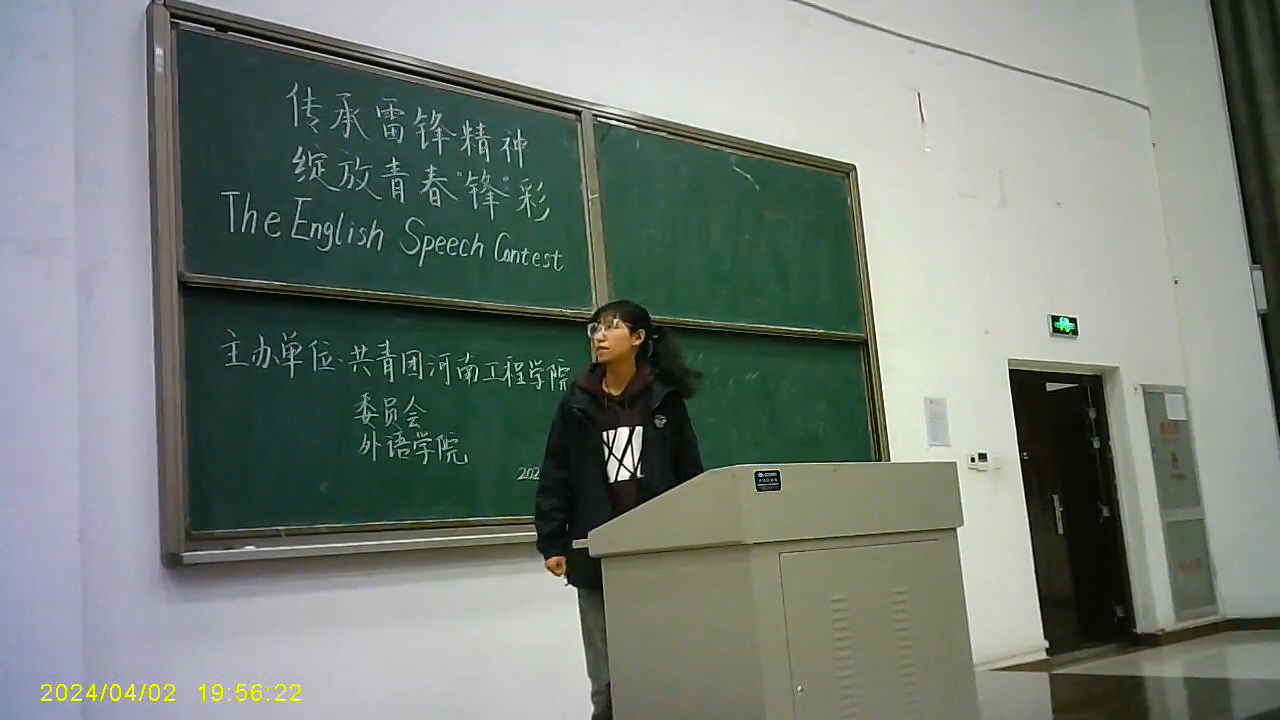 传承雷锋精神
绽放青春“锋”彩
The English Speech Contest
主办单位:共青团河南工程学院
委员会
外语学院
202
2024/04/02 19:56:22